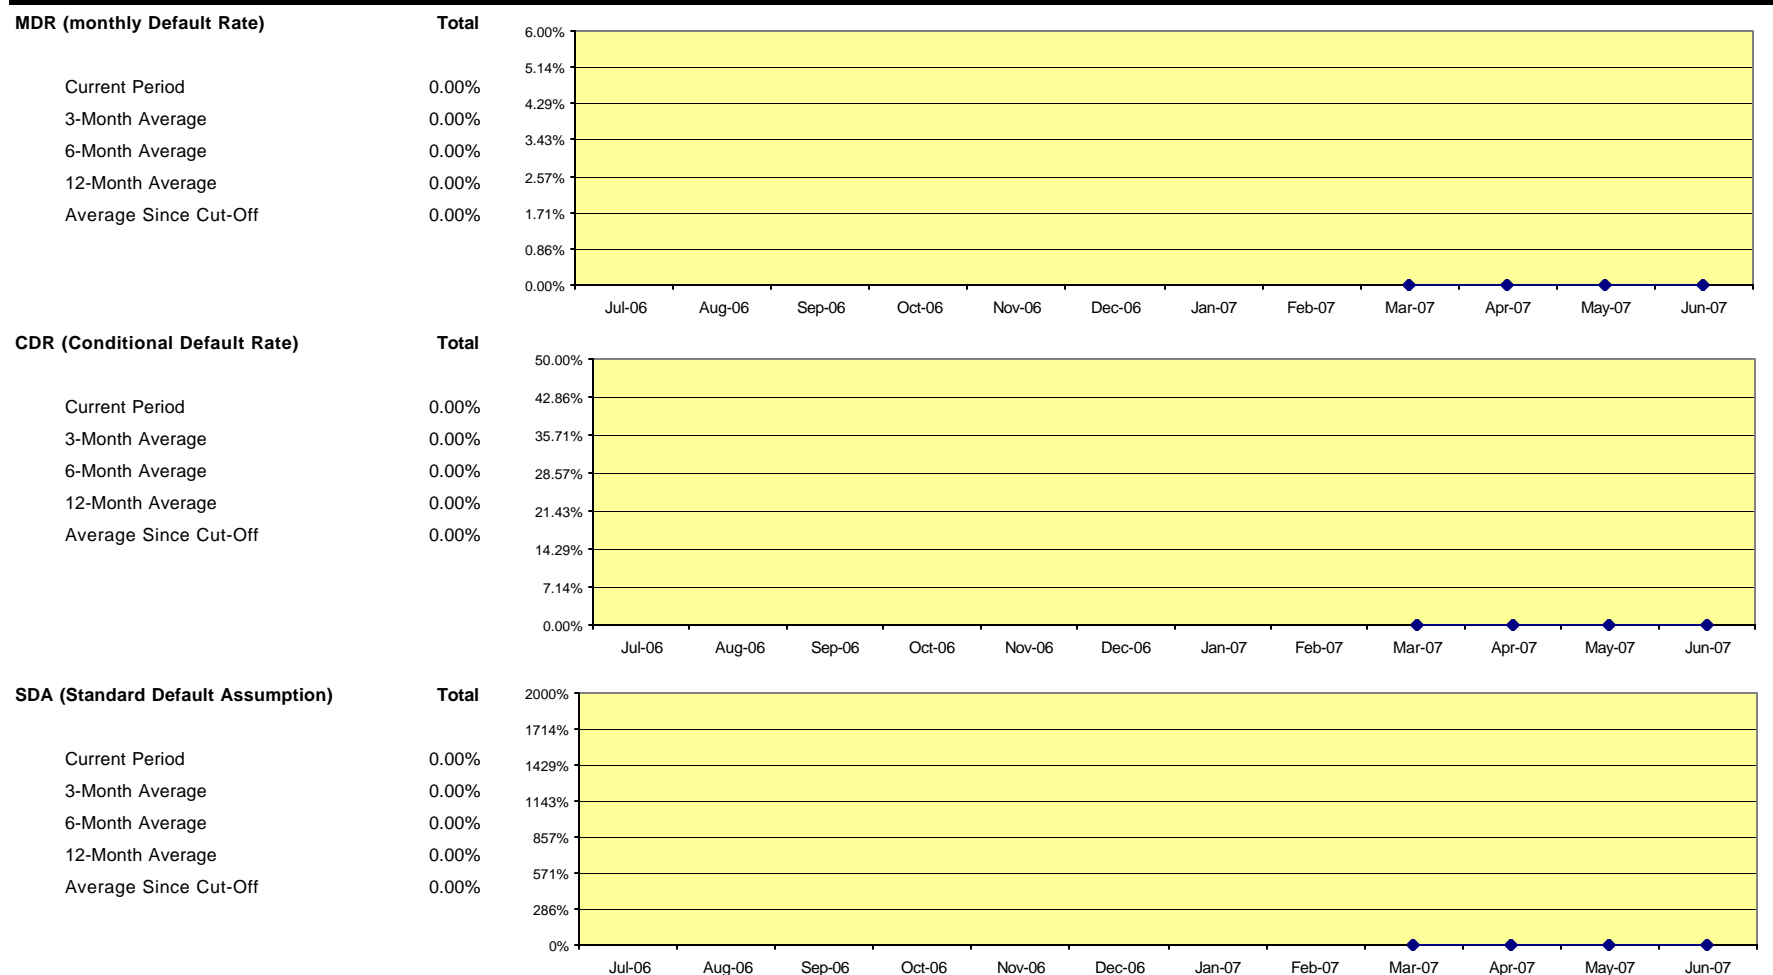 MDR (monthly Default Rate) Total
Current Period 0.00%
3-Month Average 0.00%
6-Month Average 0.00%
12-Month Average 0.00%
Average Since Cut-Off 0.00%
6.00%
5.14%
4.29%
3.43%
2.57%
1.71%
0.86%
0.00%
Jul-06 Aug-06 Sep-06 Oct-06 Nov-06 Dec-06 Jan-07 Feb-07 Mar-07 Apr-07 May-07 Jun-07
CDR (Conditional Default Rate) Total
Current Period 0.00%
3-Month Average 0.00%
6-Month Average 0.00%
12-Month Average 0.00%
Average Since Cut-Off 0.00%
50.00%
42.86%
35.71%
28.57%
21.43%
14.29%
7.14%
0.00%
Jul-06 Aug-06 Sep-06 Oct-06 Nov-06 Dec-06 Jan-07 Feb-07 Mar-07 Apr-07 May-07 Jun-07
SDA (Standard Default Assumption) Total
Current Period 0.00%
3-Month Average 0.00%
6-Month Average 0.00%
12-Month Average 0.00%
Average Since Cut-Off 0.00%
2000%
1714%
1429%
1143%
857%
571%
286%
0%
Jul-06 Aug-06 Sep-06 Oct-06 Nov-06 Dec-06 Jan-07 Feb-07 Mar-07 Apr-07 May-07 Jun-07